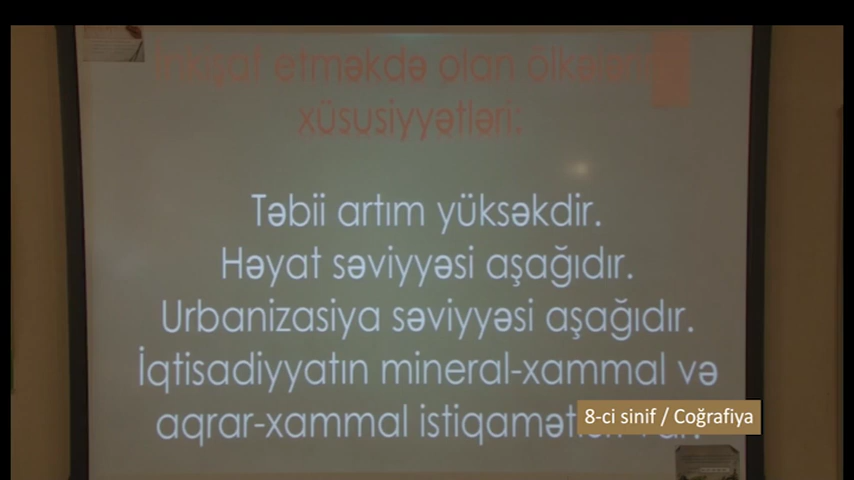 İnkişaf etməkdə olan ölkələrin
xüsusiyyətləri:
Təbii artım yüksəkdir.
Həyat səviyyəsi aşağıdır.
Urbanizasiya səviyyəsi aşağıdır.
İqtisadiyyatın mineral-xammal və
aqrar-xammal
8-ci sinif / Coğrafiya